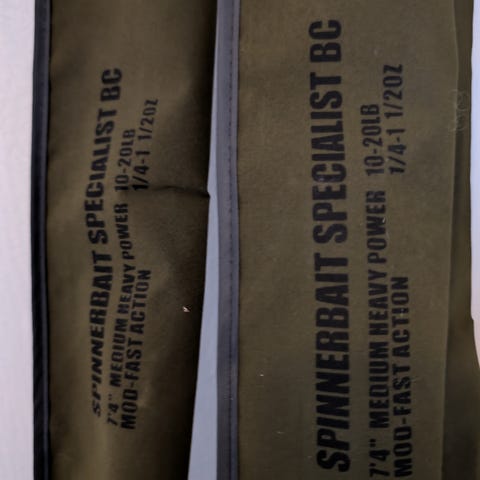 SPINNERBAIT SPECIALIST BC
7'4" MEDIUM HEAVY POWER 10-20LB
MOD-FAST ACTION 1/4-1 1/2OZ
SPINNERBAIT SPECIALIST BC
7'4" MEDIUM HEAVY POWER 10-20LB
MOD-FAST ACTION 1/4-1 1/2OZ